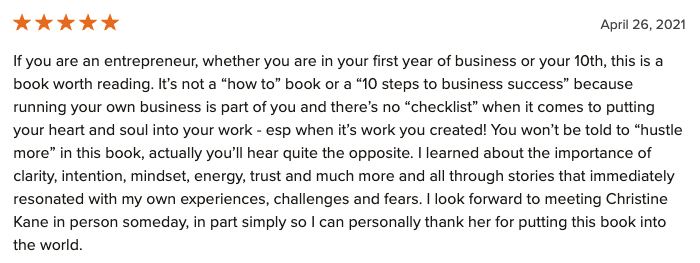 April 26, 2021
If you are an entrepreneur, whether you are in your first year of business or your 10th, this is a
book worth reading. It’s not a “how to” book or a “10 steps to business success” because
running your own business is part of you and there’s no “checklist” when it comes to putting
your heart and soul into your work - esp when it’s work you created! You won’t be told to “hustle
more” in this book, actually you’ll hear quite the opposite. I learned about the importance of
clarity, intention, mindset, energy, trust and much more and all through stories that immediately
resonated with my own experiences, challenges and fears. I look forward to meeting Christine
Kane in person someday, in part simply so I can personally thank her for putting this book into
the world.